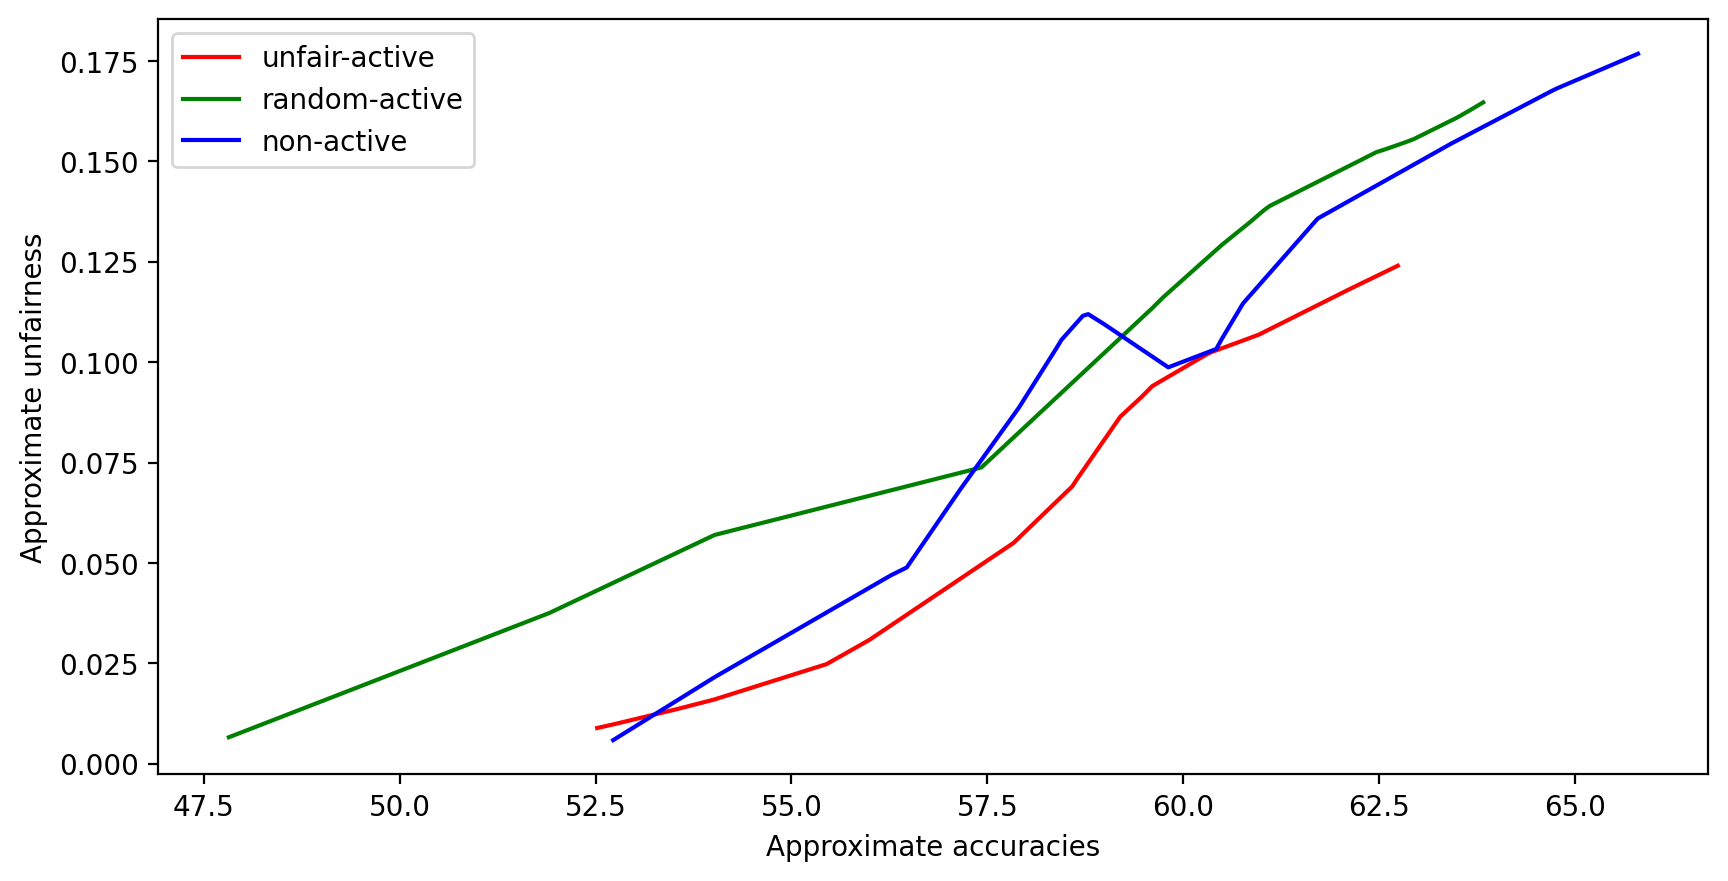 unfair-active
random-active
non-active
0.175
0.150
0.125
0.100
0.075
0.050
0.025
0.000
Approximate unfairness
47.5 50.0 52.5 55.0 57.5 60.0 62.5 65.0
Approximate accuracies